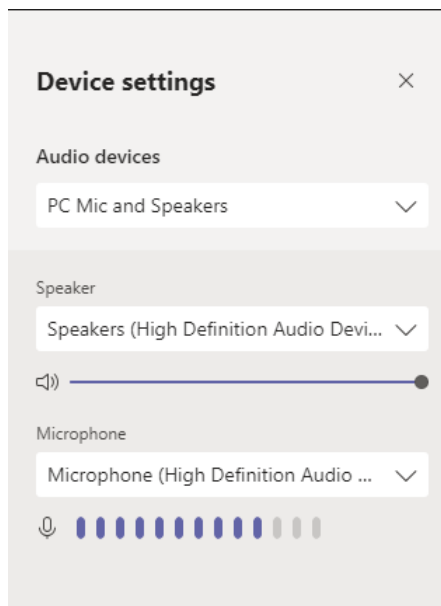 Device settings
Audio devices
PC Mic and Speakers
Speaker
Speakers (High Definition Audio Devi...
Microphone
Microphone (High Definition Audio ...